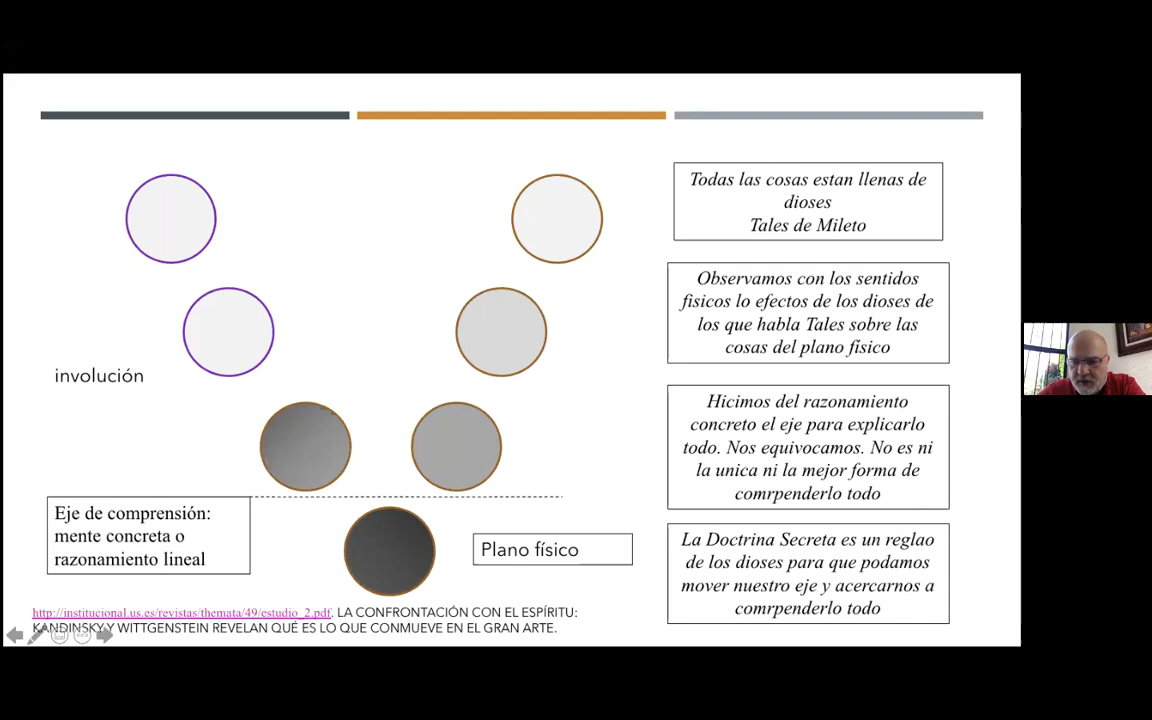 Todas las cosas estan llenas de
dioses
Tales de Mileto
Observamos con los sentidos
fisicos lo efectos de los dioses de
los que habla Tales sobre las
cosas del plano físico
involución
Hicimos del razonamiento
concreto el eje para explicarlo
todo. Nos equivocamos. No es ni
la unica ni la mejor forma de
comrpenderlo todo
Eje de comprensión:
mente concreta o
razonamiento lineal
Plano físico
La Doctrina Secreta es un reglao
de los dioses para que podamos
mover nuestro eje y acercarnos a
comrpenderlo todo
http://institucional.us.es/revistas/themata/49/estudio_2.pdf. LA CONFRONTACIÓN CON EL ESPÍRITU:
KANDINSKY Y WITTGENSTEIN REVELAN QUÉ ES LO QUE CONMUEVE EN EL GRAN ARTE.